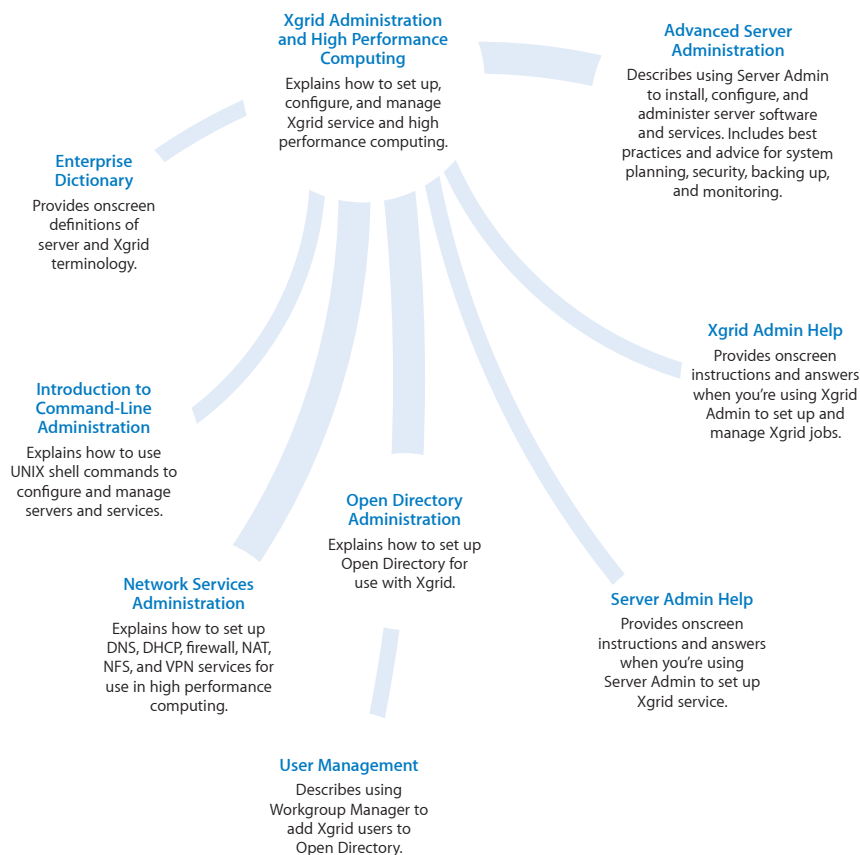 Xgrid Administration
and High Performance
Computing
Explains how to set up,
configure, and manage
Xgrid service and high
performance computing.
Advanced Server
Administration
Describes using Server Admin
to install, configure, and
administer server software
and services. Includes best
practices and advice for system
planning, security, backing up,
and monitoring.
Enterprise
Dictionary
Provides onscreen
definitions of
server and Xgrid
terminology.
Xgrid Admin Help
Provides onscreen
instructions and answers
when you’re using Xgrid
Admin to set up and
manage Xgrid jobs.
Introduction to
Command-Line
Administration
Explains how to use
UNIX shell commands to
configure and manage
servers and services.
Open Directory
Administration
Explains how to set up
Open Directory for
use with Xgrid.
Network Services
Administration
Explains how to set up
DNS, DHCP, firewall, NAT,
NFS, and VPN services for
use in high performance
computing.
Server Admin Help
Provides onscreen
instructions and answers
when you’re using
Server Admin to set up
Xgrid service.
User Management
Describes using
Workgroup Manager to
add Xgrid users to
Open Directory.